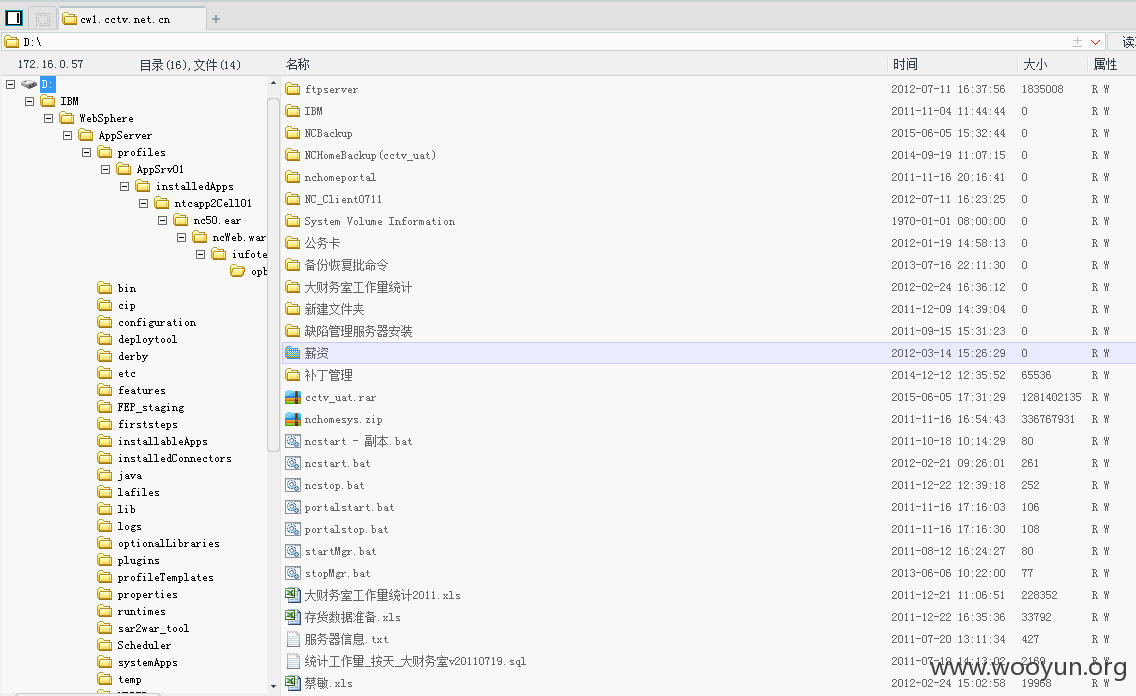 cw1.cctv.net.cn
D:\
172.16.0.57 目录(16),文件(14) 名称 时间 大小 属性
D:
IBM
WebSphere
AppServer
profiles
AppSrv01
installedApps
ntcapp2Cell01
nc50.ear
ncWeb.war
iufote
opb
bin
cip
configuration
deploytool
derby
etc
features
FEP_staging
firststeps
installableApps
installedConnectors
java
lafiles
lib
logs
optionalLibraries
plugins
profileTemplates
properties
runtimes
sar2war_tool
Scheduler
systemApps
temp
ftpserver 2012-07-11 16:37:56 1835008 R W
IBM 2011-11-04 11:44:44 0 R W
NCBackup 2015-06-05 15:32:44 0 R W
NCHomeBackup(cctv_uat) 2014-09-19 11:07:15 0 R W
nchomeportal 2011-11-16 20:16:41 0 R W
NC_Client0711 2012-07-11 16:23:25 0 R W
System Volume Information 1970-01-01 08:00:00 0 R W
公务卡 2012-01-19 14:58:13 0 R W
备份恢复批命令 2013-07-16 22:11:30 0 R W
大财务室工作量统计 2012-02-24 16:36:12 0 R W
新建文件夹 2011-12-09 14:39:04 0 R W
缺陷管理服务器安装 2011-09-15 15:31:23 0 R W
薪资 2012-03-14 15:26:29 0 R W
补丁管理 2014-12-12 12:35:52 65536 R W
cctv_uat.rar 2015-06-05 17:31:29 1281402135 R W
nchomesys.zip 2011-11-16 16:54:43 336767931 R W
ncstart - 副本.bat 2011-10-18 10:14:29 80 R W
ncstart.bat 2012-02-21 09:26:01 261 R W
ncstop.bat 2011-12-22 12:39:18 252 R W
portalstart.bat 2011-11-16 17:16:03 106 R W
portalstop.bat 2011-11-16 17:16:30 108 R W
startMgr.bat 2011-08-12 16:24:27 80 R W
stopMgr.bat 2013-06-06 10:22:00 77 R W
大财务室工作量统计2011.xls 2011-12-21 11:06:51 228352 R W
存货数据准备.xls 2011-12-22 16:35:36 33792 R W
服务器信息.txt 2011-07-20 13:11:34 427 R W
统计工作量_按天_大财务室v20110719.sql 2011-07-19 14:13:02 2169 R W
蔡敏.xls 2012-02-24 15:02:58 19968 R W
www.wooyun.org